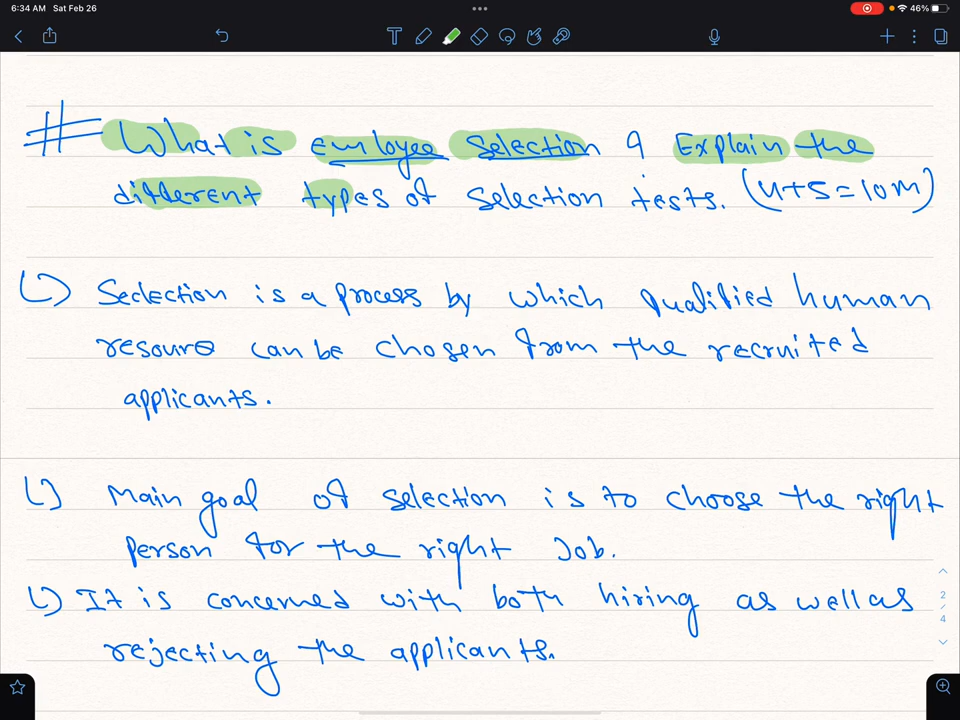 6:34 AM Sat Feb 26
46%
# What is employee Selection ? Explain the
different types of selection tests. (4+5=10M)
Seclection is a process by which qualified human
resource can be chosen from the recruited
applicants.
Main goal of selection is to choose the right
person for the right Job.
It is concerned with both hiring as well as
rejecting the applicants.
2
/
4